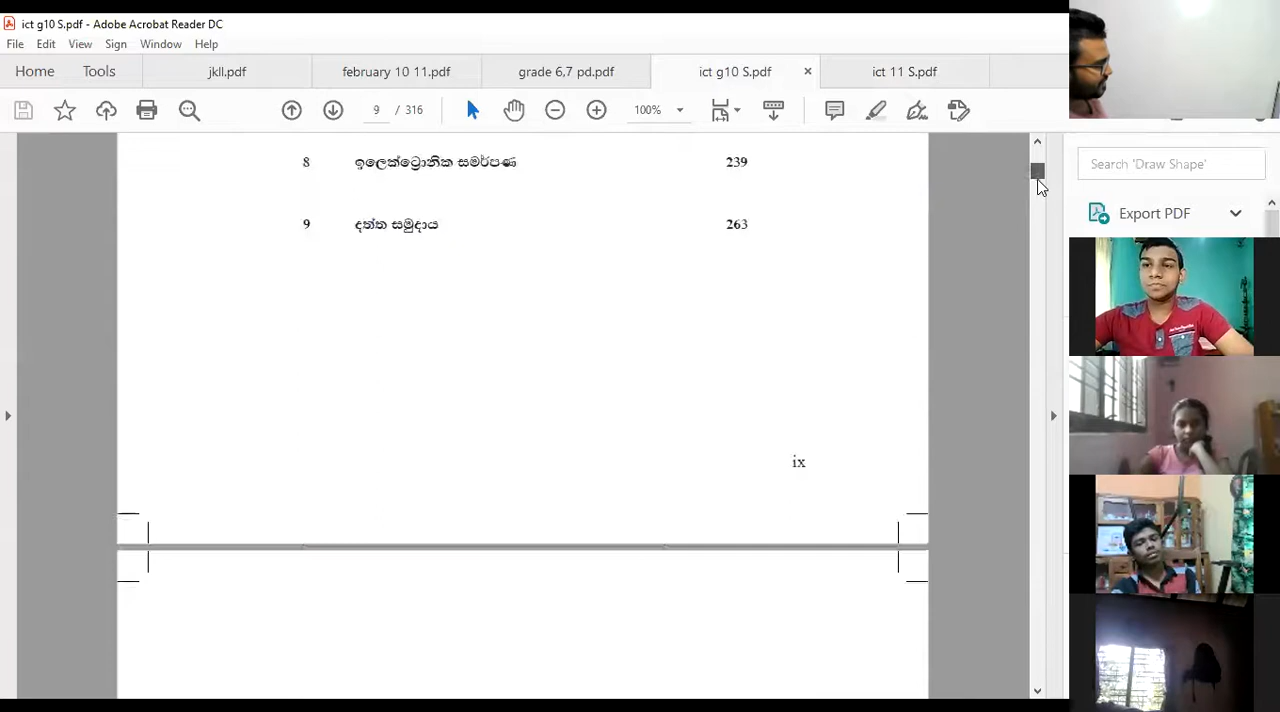 ict g10 S.pdf - Adobe Acrobat Reader DC
File Edit View Sign Window Help
Home Tools jkll.pdf february 10 11.pdf grade 6,7 pd.pdf ict g10 S.pdf × ict 11 S.pdf
9 / 316 100%
Search 'Draw Shape'
Export PDF
8 ඉලෙක්ට්‍රොනික සමර්පණ 239
9 දත්ත සමුදාය 263
ix